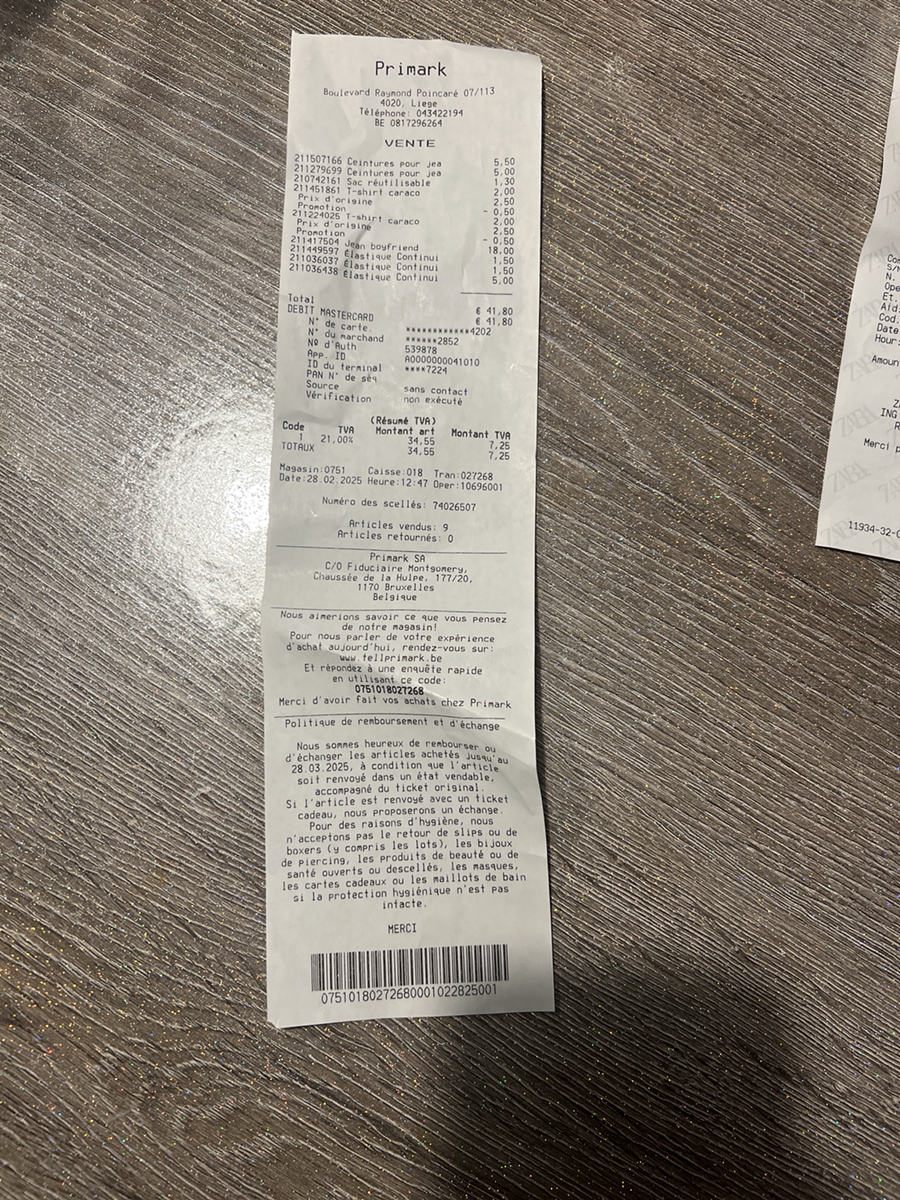 Primark
Boulevard Raymond Poincaré 07/113
4020, Liege
Téléphone: 043422194
BE 0817296264
VENTE
211507166 Ceintures pour jea 5,50
211279699 Ceintures pour jea 5,00
210742161 Sac réutilisable 1,30
211451861 T-shirt caraco 2,00
Prix d'origine 2,50
Promotion - 0,50
211224025 T-shirt caraco 2,00
Prix d'origine 2,50
Promotion - 0,50
211417504 Jean boyfriend 18,00
211449597 Élastique Continui 1,50
211036037 Élastique Continui 1,50
211036438 Élastique Continui 5,00
Total € 41,80
DEBIT MASTERCARD € 41,80
N° de carte. ************4202
N° du marchand ******2852
Nº d'Auth 539878
App. ID A0000000041010
ID du terminal ****7224
PAN N° de séq
Source sans contact
Vérification non exécuté
(Résumé TVA)
Code TVA Montant art Montant TVA
1 21,00% 34,55 7,25
TOTAUX 34,55 7,25
Magasin:0751 Caisse:018 Tran:027268
Date:28.02.2025 Heure:12:47 Oper:10696001
Numéro des scellés: 74026507
Articles vendus: 9
Articles retournés: 0
Primark SA
C/O Fiduciaire Montgomery,
Chaussée de la Hulpe, 177/20,
1170 Bruxelles
Belgique
Nous aimerions savoir ce que vous pensez
de notre magasin!
Pour nous parler de votre expérience
d'achat aujourd'hui, rendez-vous sur:
www.tellprimark.be
Et répondez à une enquête rapide
en utilisant ce code:
0751018027268
Merci d'avoir fait vos achats chez Primark
Politique de remboursement et d'échange
Nous sommes heureux de rembourser ou
d'échanger les articles achetés jusqu'au
28.03.2025, à condition que l'article
soit renvoyé dans un état vendable,
accompagné du ticket original.
Si l'article est renvoyé avec un ticket
cadeau, nous proposerons un échange.
Pour des raisons d'hygiène, nous
n'acceptons pas le retour de slips ou de
boxers (y compris les lots), les bijoux
de piercing, les produits de beauté ou de
santé ouverts ou descellés, les masques,
les cartes cadeaux ou les maillots de bain
si la protection hygiénique n'est pas
intacte.
MERCI
07510180272680001022825001
N.
Ope
Et.
Aid:
Cod.
Date
Hour:
Amoun
ING
Merci p
ZARA
11934-32-0